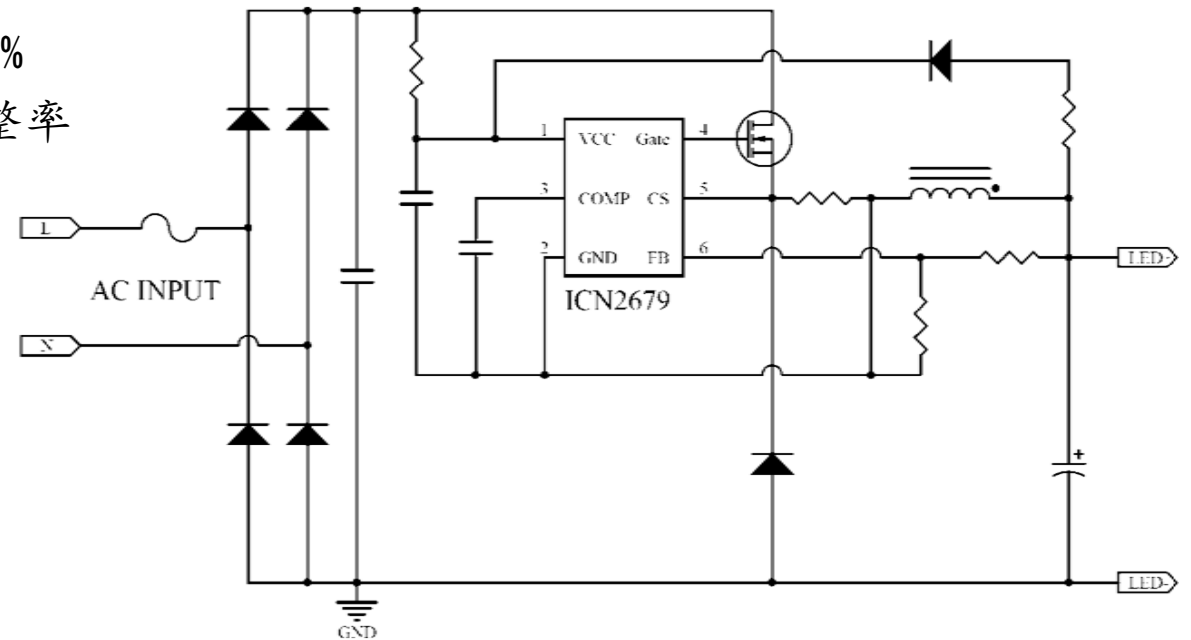 %
整率
1
VCC
Gate
4
3
COMP
CS
5
2
GND
FB
6
ICN2679
L
AC INPUT
N
+
LED+
LED-
GND